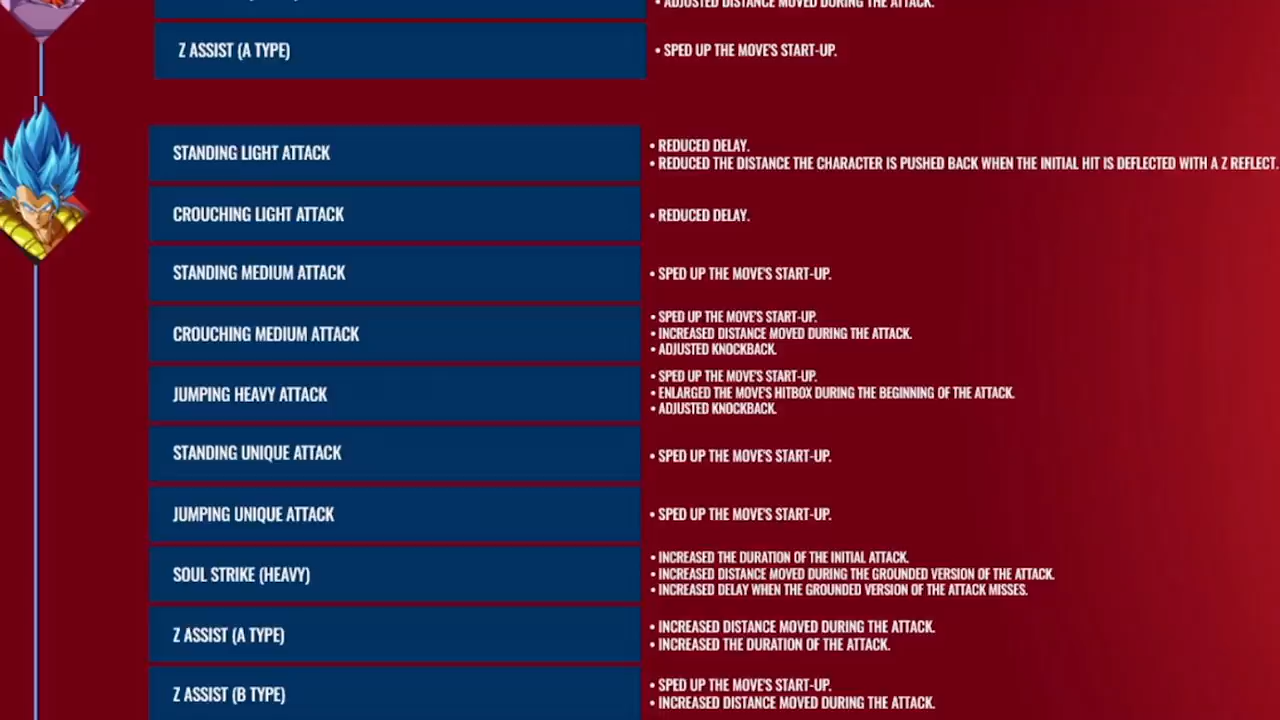 • ADJUSTED DISTANCE MOVED DURING THE ATTACK.
Z ASSIST (A TYPE)
• SPED UP THE MOVE'S START-UP.
STANDING LIGHT ATTACK
• REDUCED DELAY.
• REDUCED THE DISTANCE THE CHARACTER IS PUSHED BACK WHEN THE INITIAL HIT IS DEFLECTED WITH A Z REFLECT.
CROUCHING LIGHT ATTACK
• REDUCED DELAY.
STANDING MEDIUM ATTACK
• SPED UP THE MOVE'S START-UP.
CROUCHING MEDIUM ATTACK
• SPED UP THE MOVE'S START-UP.
• INCREASED DISTANCE MOVED DURING THE ATTACK.
• ADJUSTED KNOCKBACK.
JUMPING HEAVY ATTACK
• SPED UP THE MOVE'S START-UP.
• ENLARGED THE MOVE'S HITBOX DURING THE BEGINNING OF THE ATTACK.
• ADJUSTED KNOCKBACK.
STANDING UNIQUE ATTACK
• SPED UP THE MOVE'S START-UP.
JUMPING UNIQUE ATTACK
• SPED UP THE MOVE'S START-UP.
SOUL STRIKE (HEAVY)
• INCREASED THE DURATION OF THE INITIAL ATTACK.
• INCREASED DISTANCE MOVED DURING THE GROUNDED VERSION OF THE ATTACK.
• INCREASED DELAY WHEN THE GROUNDED VERSION OF THE ATTACK MISSES.
Z ASSIST (A TYPE)
• INCREASED DISTANCE MOVED DURING THE ATTACK.
• INCREASED THE DURATION OF THE ATTACK.
Z ASSIST (B TYPE)
• SPED UP THE MOVE'S START-UP.
• INCREASED DISTANCE MOVED DURING THE ATTACK.